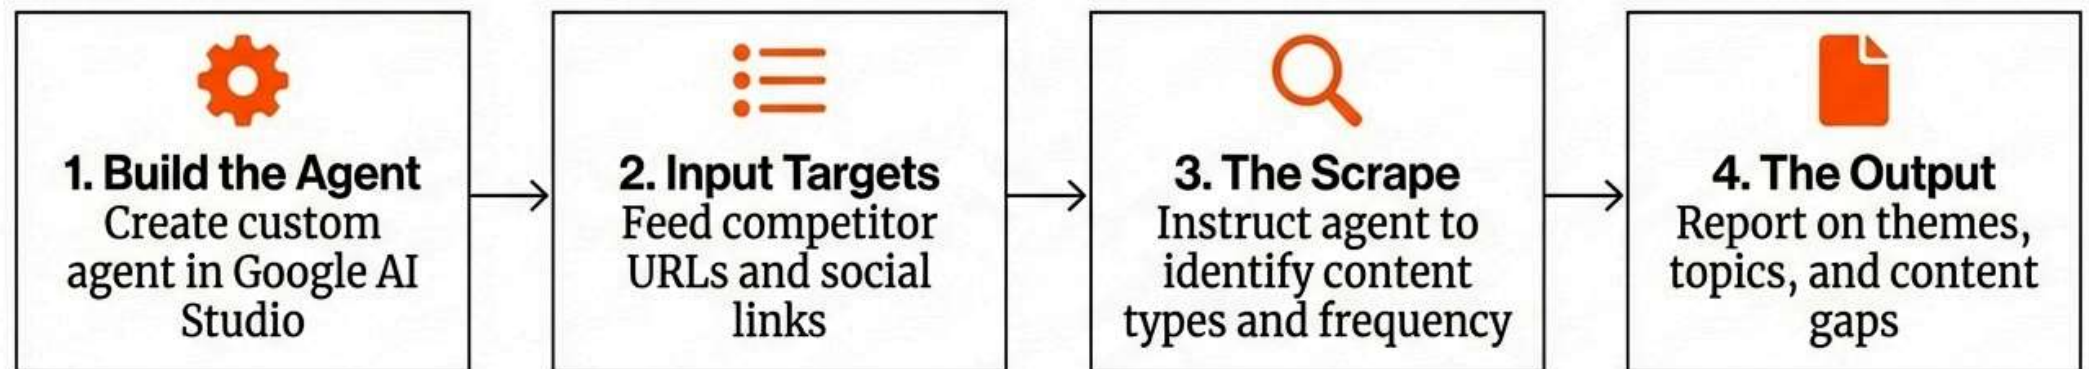 1. Build the Agent
Create custom
agent in Google AI
Studio
2. Input Targets
Feed competitor
URLs and social
links
3. The Scrape
Instruct agent to
identify content
types and frequency
4. The Output
Report on themes,
topics, and content
gaps